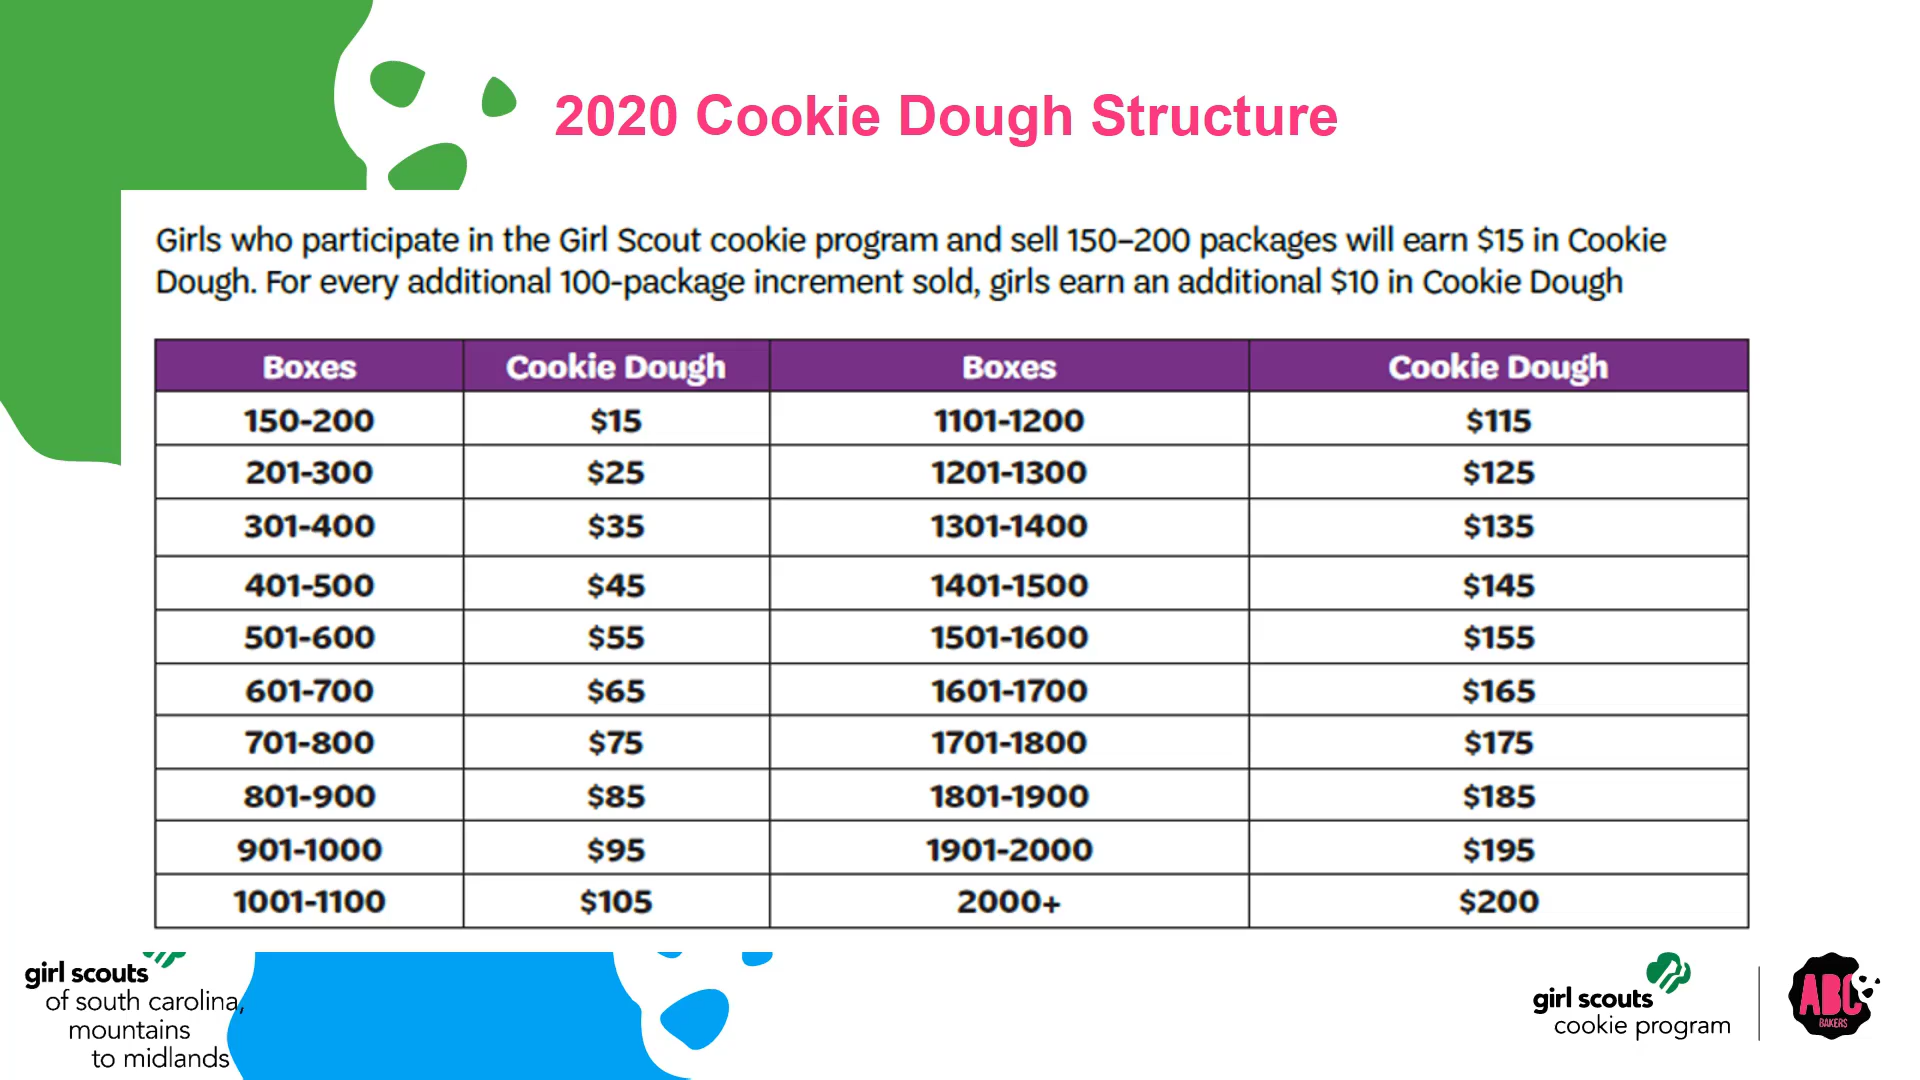 2020 Cookie Dough Structure
Girls who participate in the Girl Scout cookie program and sell 150–200 packages will earn $15 in Cookie
Dough. For every additional 100-package increment sold, girls earn an additional $10 in Cookie Dough
Boxes Cookie Dough Boxes Cookie Dough
150-200 $15 1101-1200 $115
201-300 $25 1201-1300 $125
301-400 $35 1301-1400 $135
401-500 $45 1401-1500 $145
501-600 $55 1501-1600 $155
601-700 $65 1601-1700 $165
701-800 $75 1701-1800 $175
801-900 $85 1801-1900 $185
901-1000 $95 1901-2000 $195
1001-1100 $105 2000+ $200
girl scouts
of south carolina,
mountains
to midlands
girl scouts
cookie program
ABC
BAKERS